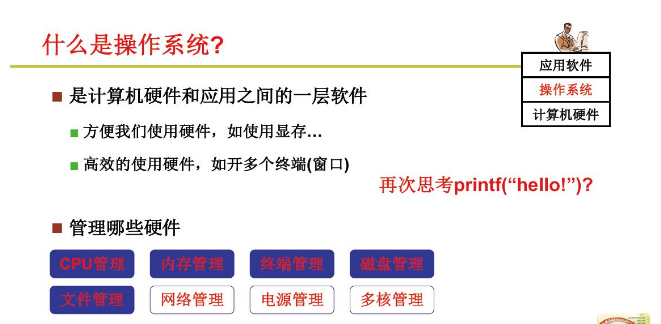 什么是操作系统?
应用软件
操作系统
计算机硬件
是计算机硬件和应用之间的一层软件
方便我们使用硬件，如使用显存…
高效的使用硬件，如开多个终端(窗口)
再次思考printf(“hello!”)?
管理哪些硬件
CPU管理 内存管理 终端管理 磁盘管理
文件管理 网络管理 电源管理 多核管理